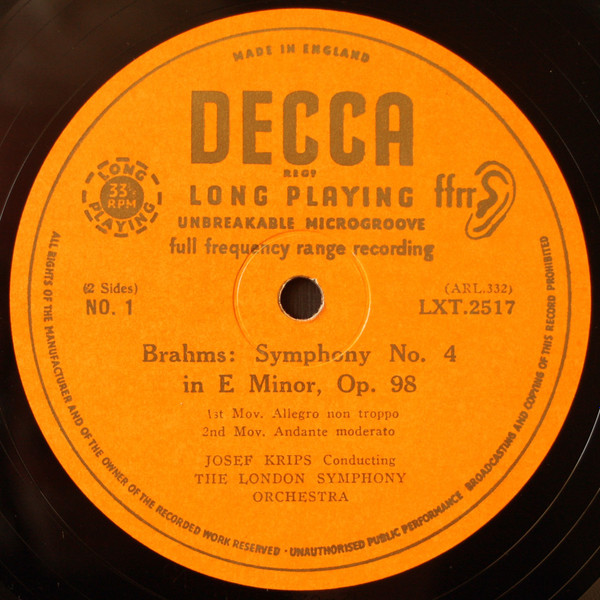 MADE IN ENGLAND
DECCA
REGD
LONG PLAYING
ffrr
UNBREAKABLE MICROGROOVE
full frequency range recording
LONG
33⅓
RPM
PLAYING
(2 Sides)
NO. 1
(ARL.332)
LXT.2517
Brahms: Symphony No. 4
in E Minor, Op. 98
1st Mov. Allegro non troppo
2nd Mov. Andante moderato
JOSEF KRIPS Conducting
THE LONDON SYMPHONY
ORCHESTRA
ALL RIGHTS OF THE MANUFACTURER AND OF THE OWNER OF THE RECORDED WORK RESERVED · UNAUTHORISED PUBLIC PERFORMANCE BROADCASTING AND COPYING OF THIS RECORD PROHIBITED